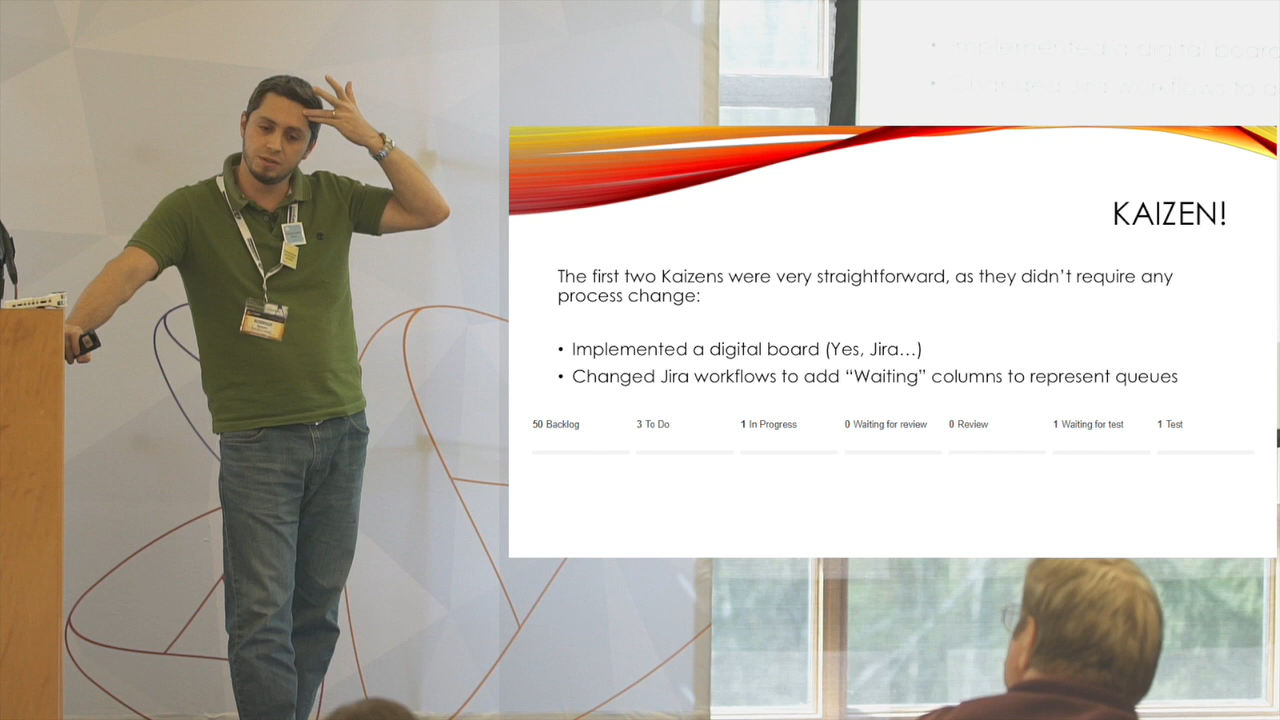 KAIZEN!
The first two Kaizens were very straightforward, as they didn't require any
process change:
• Implemented a digital board (Yes, Jira…)
• Changed Jira workflows to add “Waiting” columns to represent queues
50 Backlog
3 To Do
1 In Progress
0 Waiting for review
0 Review
1 Waiting for test
1 Test